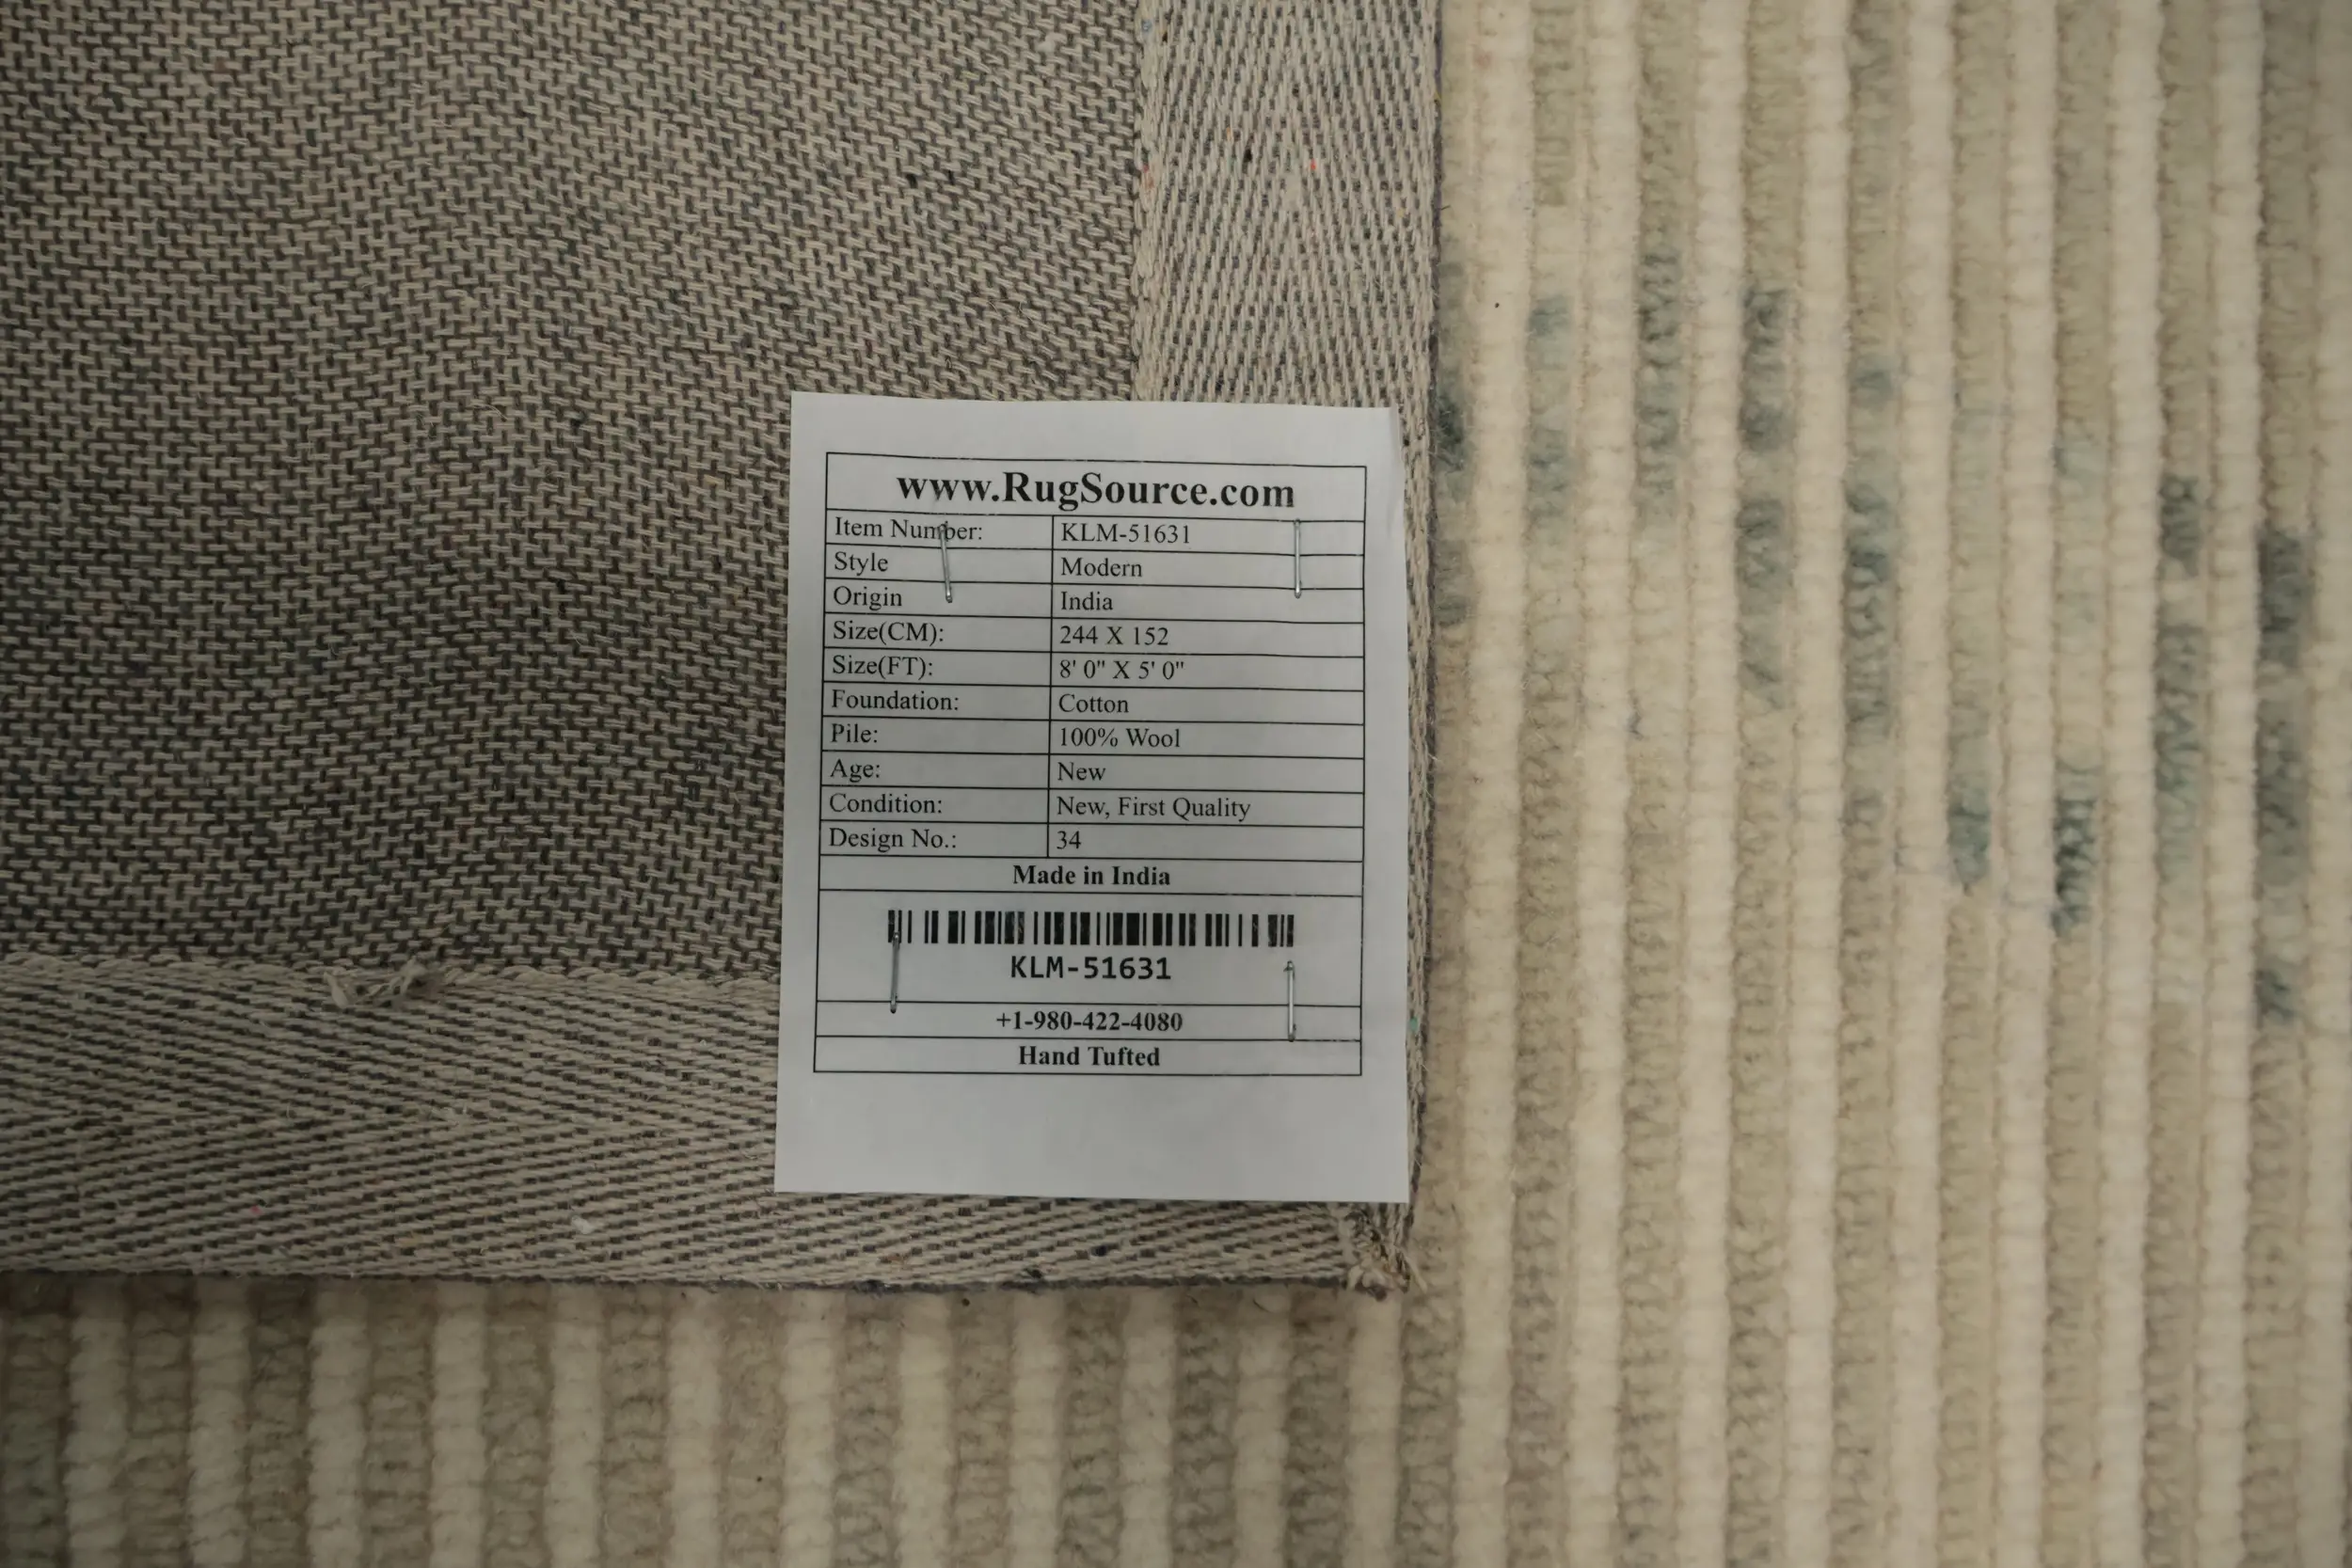 www.RugSource.com
Item Number: KLM-51631
Style Modern
Origin India
Size(CM): 244 X 152
Size(FT): 8' 0" X 5' 0"
Foundation: Cotton
Pile: 100% Wool
Age: New
Condition: New, First Quality
Design No.: 34
Made in India
KLM-51631
+1-980-422-4080
Hand Tufted